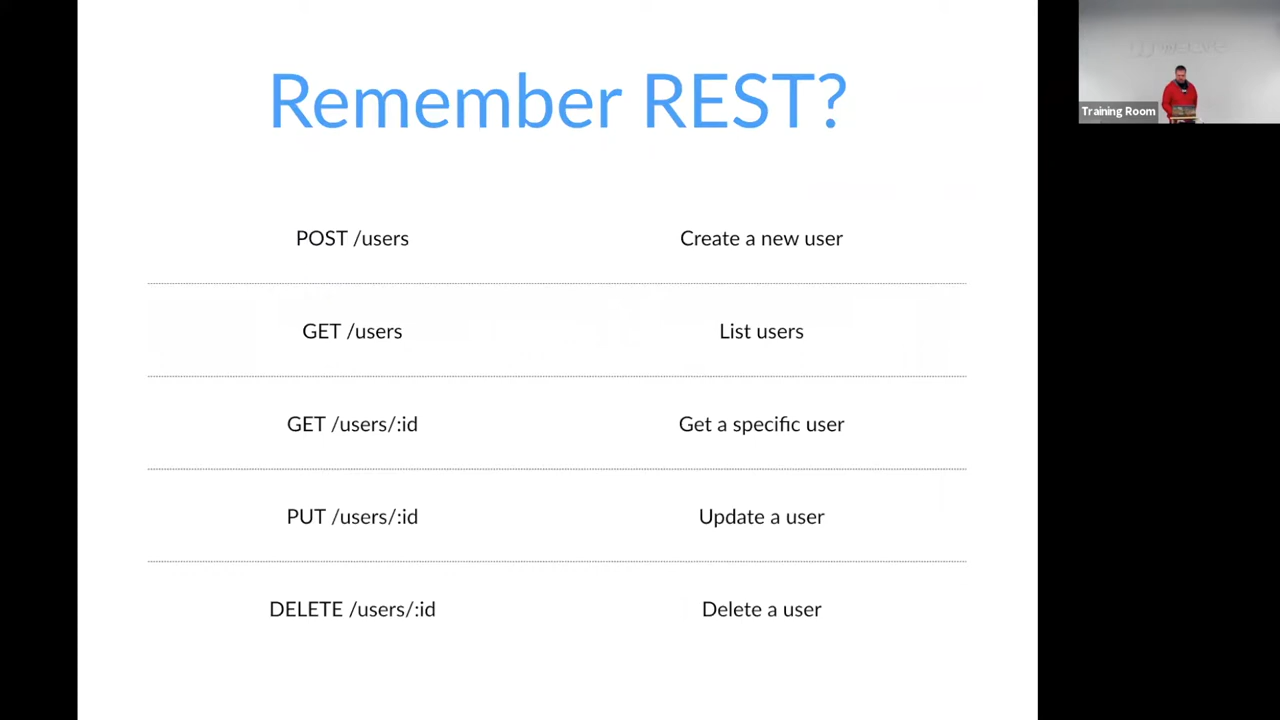 Remember REST?
POST /users Create a new user
GET /users List users
GET /users/:id Get a specific user
PUT /users/:id Update a user
DELETE /users/:id Delete a user
Training Room